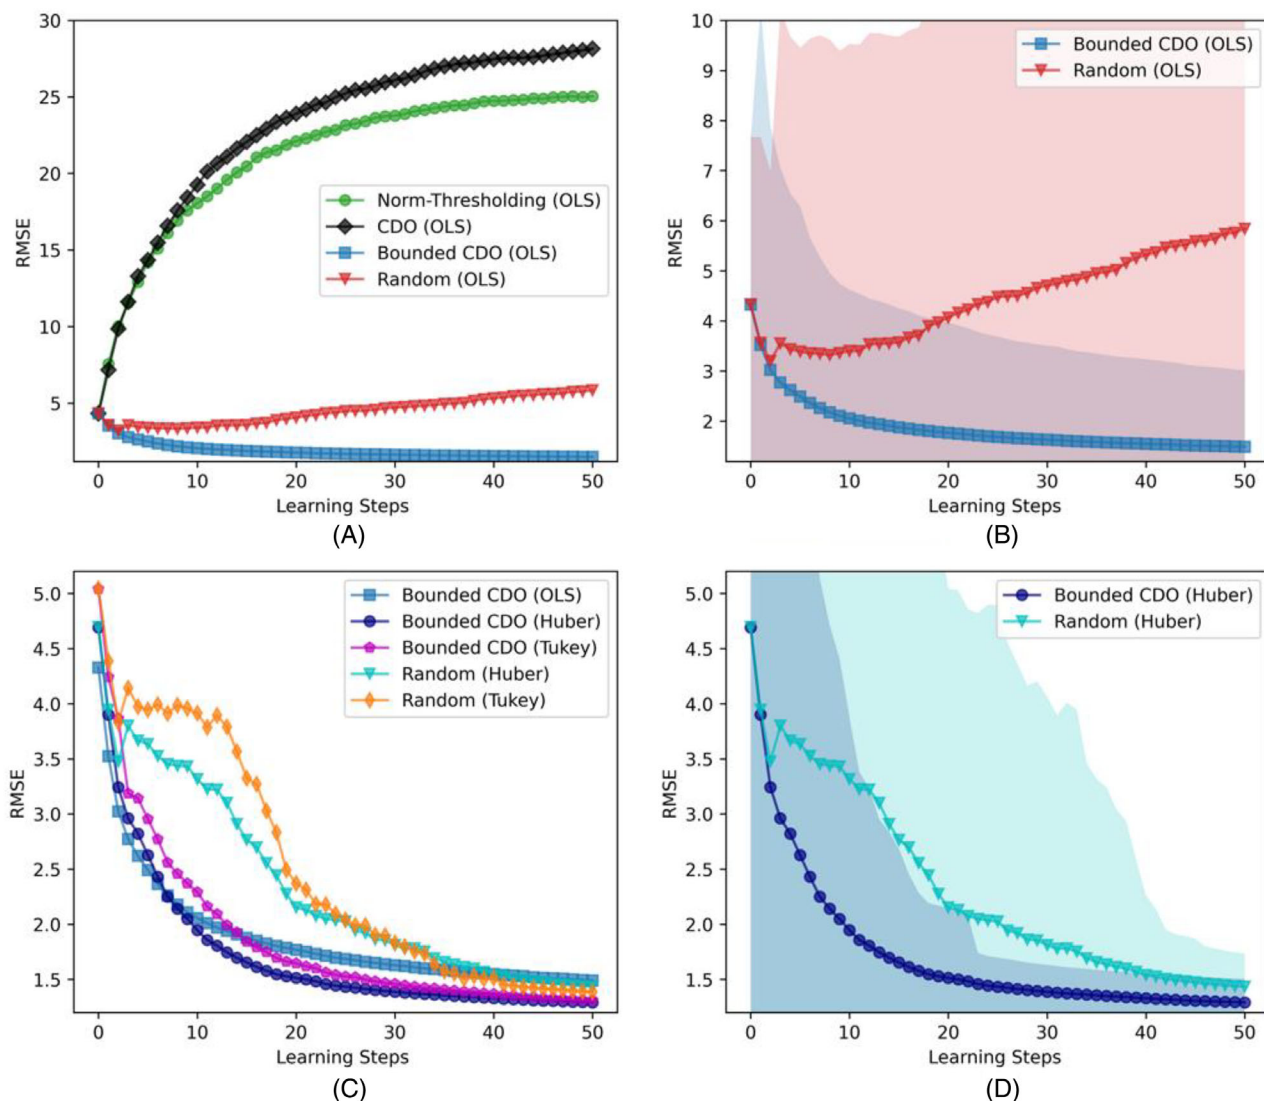 30
25
20
15
10
5
RMSE
Norm-Thresholding (OLS)
CDO (OLS)
Bounded CDO (OLS)
Random (OLS)
0 10 20 30 40 50
Learning Steps
(A)
10
9
8
7
6
5
4
3
2
RMSE
Bounded CDO (OLS)
Random (OLS)
0 10 20 30 40 50
Learning Steps
(B)
5.0
4.5
4.0
3.5
3.0
2.5
2.0
1.5
RMSE
Bounded CDO (OLS)
Bounded CDO (Huber)
Bounded CDO (Tukey)
Random (Huber)
Random (Tukey)
0 10 20 30 40 50
Learning Steps
(C)
5.0
4.5
4.0
3.5
3.0
2.5
2.0
1.5
RMSE
Bounded CDO (Huber)
Random (Huber)
0 10 20 30 40 50
Learning Steps
(D)